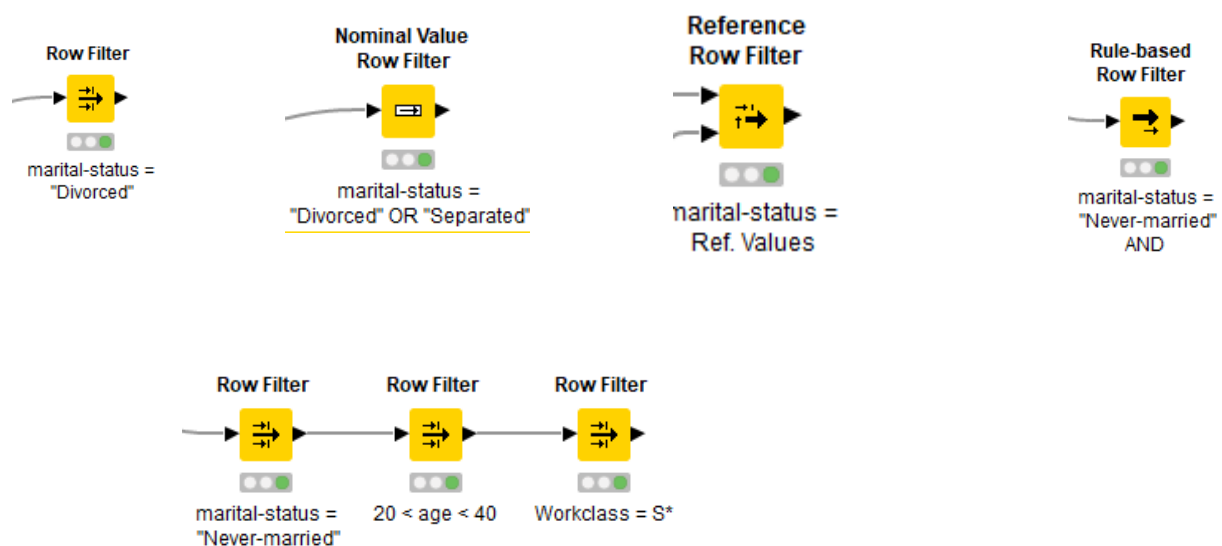 Row Filter
marital-status =
"Divorced"
Nominal Value
Row Filter
marital-status =
"Divorced" OR "Separated"
Reference
Row Filter
marital-status =
Ref. Values
Rule-based
Row Filter
marital-status =
"Never-married"
AND
Row Filter
marital-status =
"Never-married"
Row Filter
20 < age < 40
Row Filter
Workclass = S*